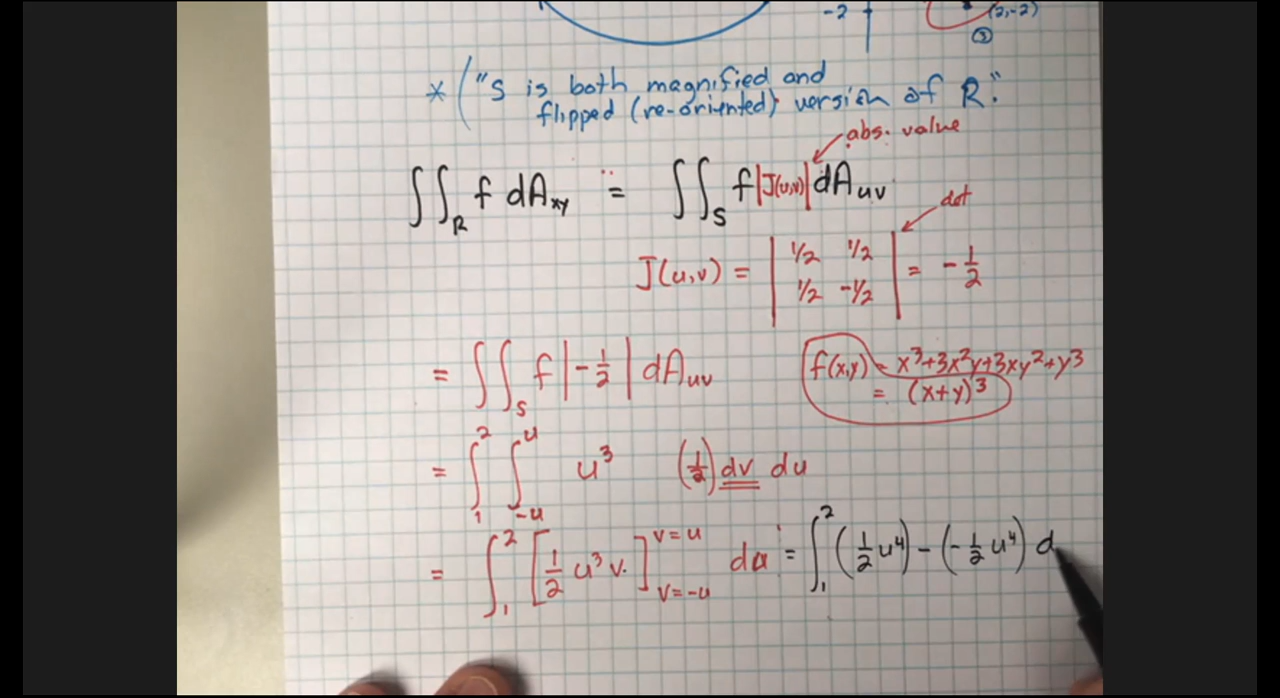 -2 (2,-2)
③
* ( "S is both magnified and
flipped (re-oriented) version of R."
abs. value
∫∫_R f dA_xy = ∫∫_S f |J(u,v)| dA_uv
det
J(u,v) = | 1/2 1/2 |
| 1/2 -1/2 | = - 1/2
= ∫∫_S f |-1/2| dA_uv f(x,y) = x³+3x²y+3xy²+y³
= (x+y)³
= ∫_1^2 ∫_-u^u u³ (1/2) dv du
= ∫_1^2 [1/2 u³ v.]_{v=-u}^{v=u} du = ∫_1^2 (1/2 u⁴) - (-1/2 u⁴) d